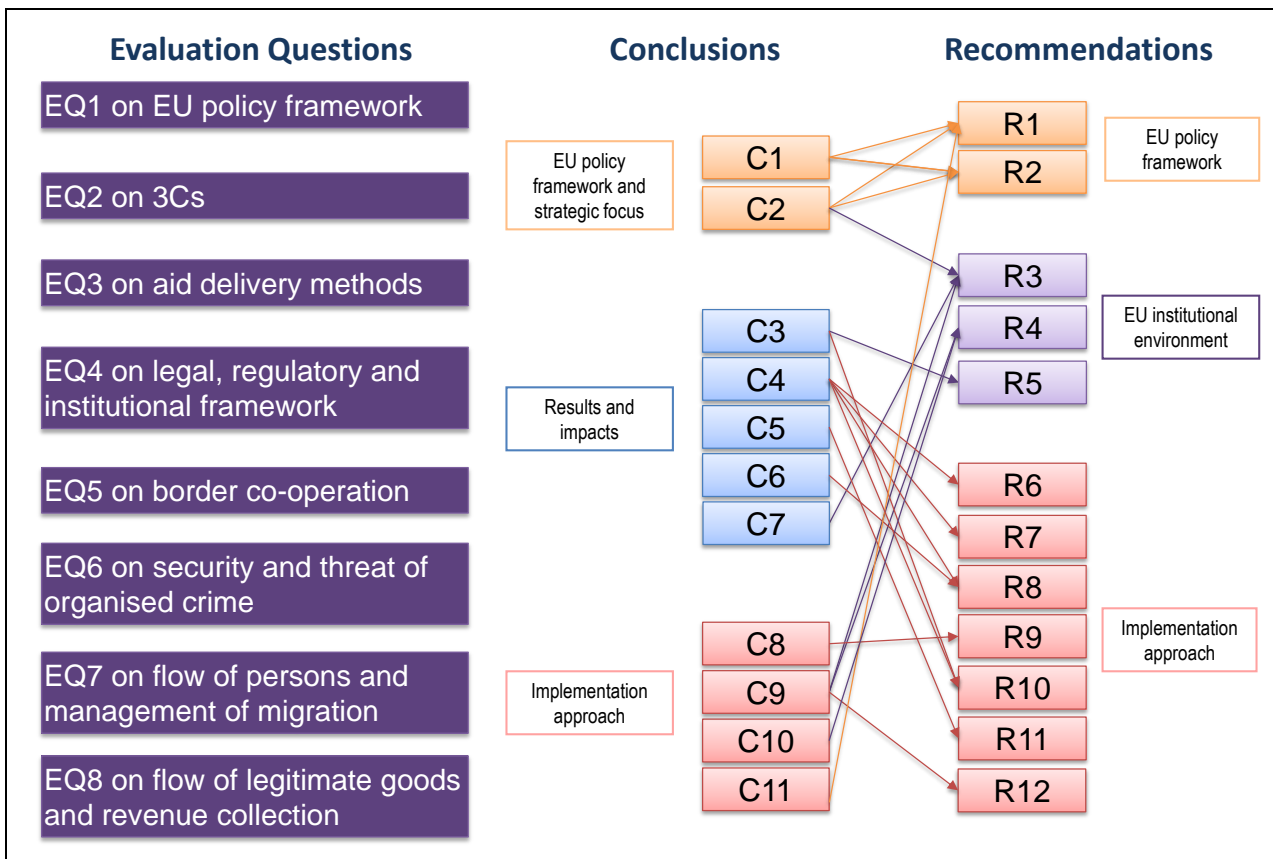 Evaluation Questions
EQ1 on EU policy framework
EQ2 on 3Cs
EQ3 on aid delivery methods
EQ4 on legal, regulatory and
institutional framework
EQ5 on border co-operation
EQ6 on security and threat of
organised crime
EQ7 on flow of persons and
management of migration
EQ8 on flow of legitimate goods
and revenue collection
Conclusions
EU policy
framework and
strategic focus
C1
C2
Results and
impacts
C3
C4
C5
C6
C7
Implementation
approach
C8
C9
C10
C11
Recommendations
R1
R2
EU policy
framework
R3
R4
R5
EU institutional
environment
R6
R7
R8
R9
R10
R11
R12
Implementation
approach